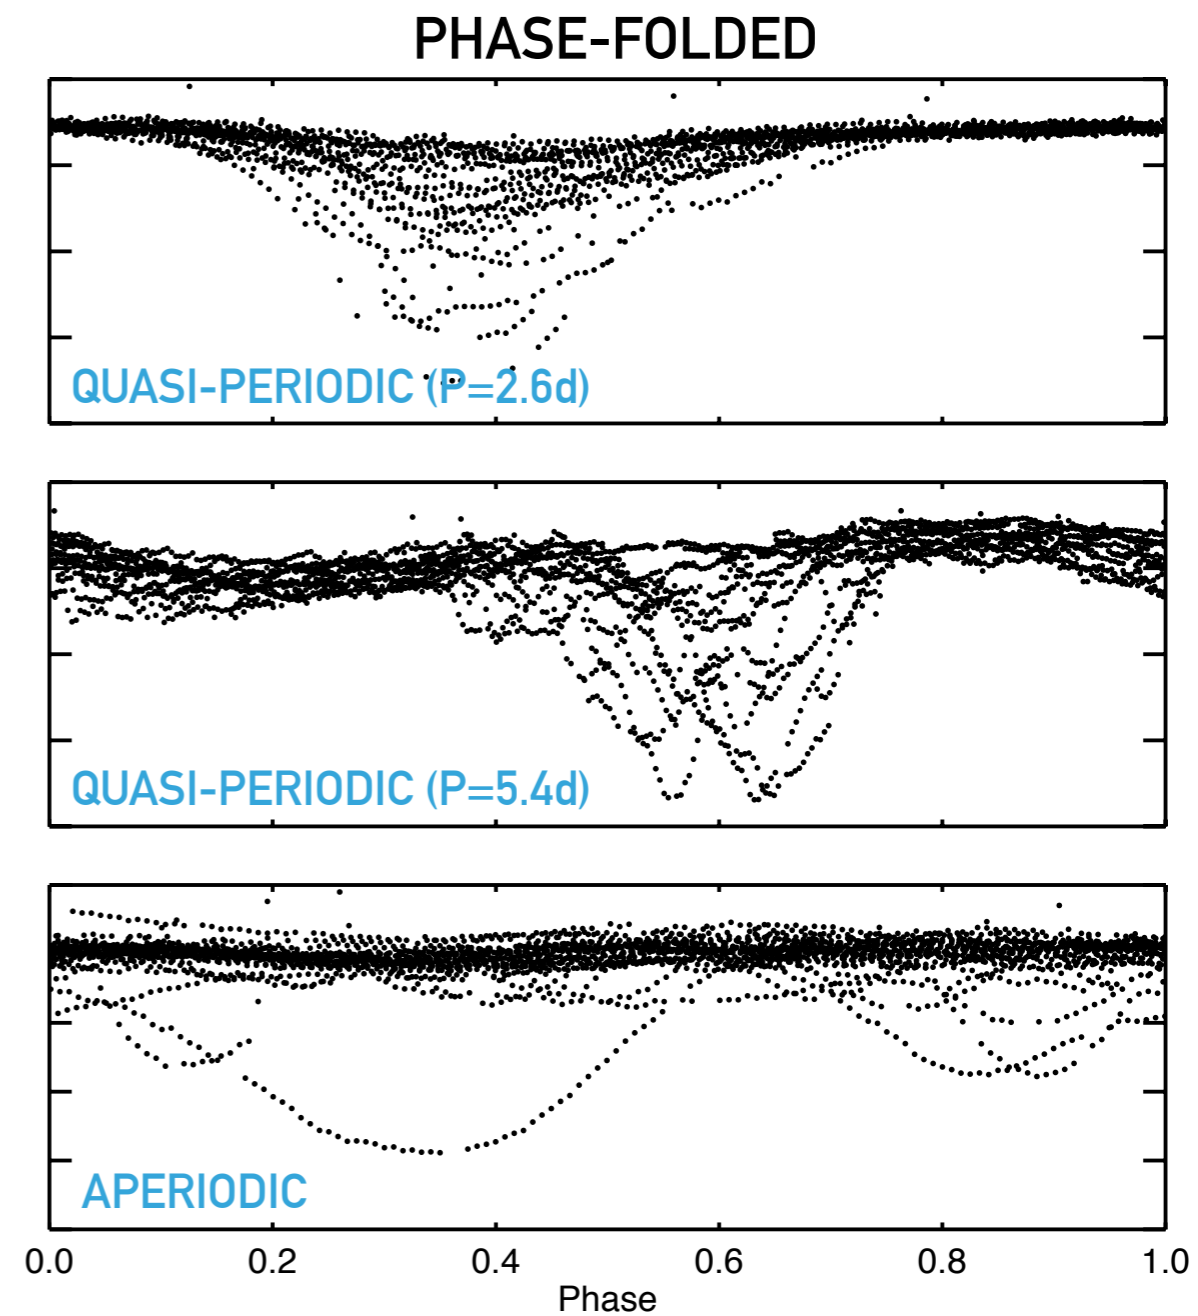 PHASE-FOLDED
QUASI-PERIODIC (P=2.6d)
QUASI-PERIODIC (P=5.4d)
APERIODIC
0.0 0.2 0.4 0.6 0.8 1.0
Phase